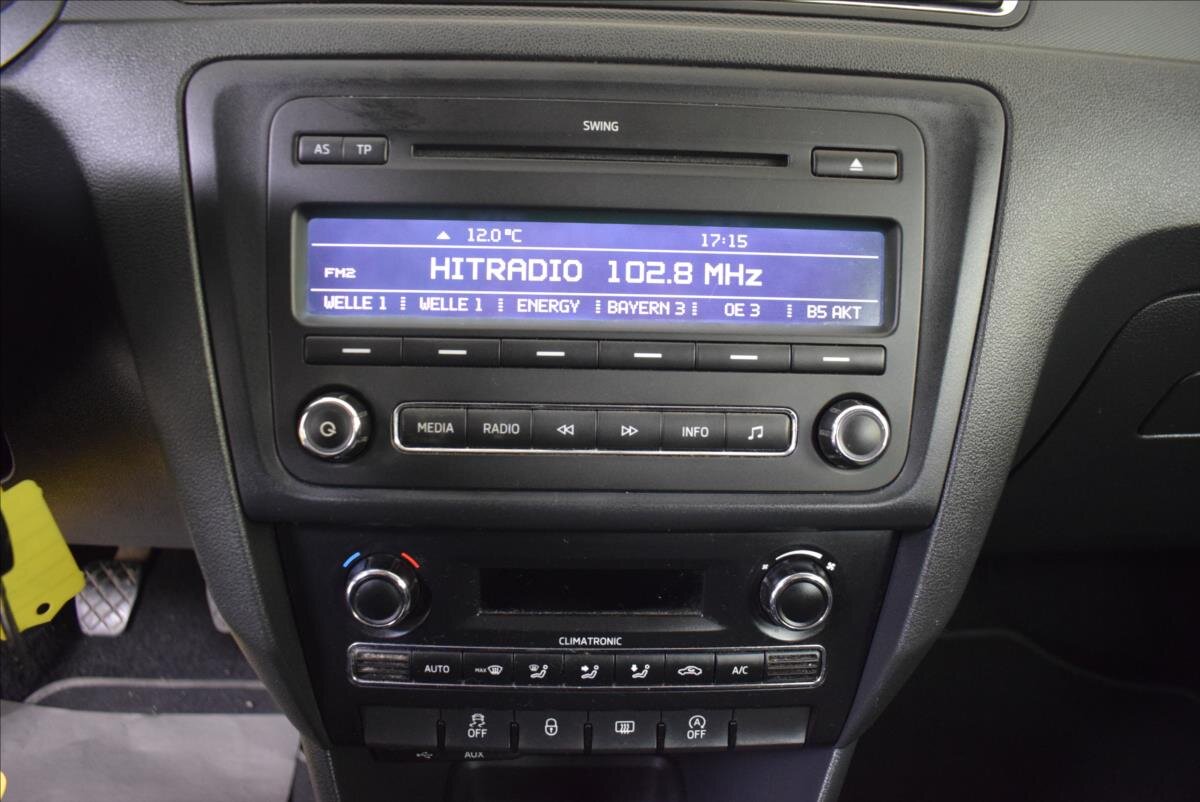 SWING
AS TP
12.0°C 17:15
FM2 HITRADIO 102.8 MHz
WELLE 1 WELLE 1 ENERGY BAYERN 3 OE 3 B5 AKT
MEDIA RADIO INFO
CLIMATRONIC
AUTO MAX A/C
OFF A OFF
AUX